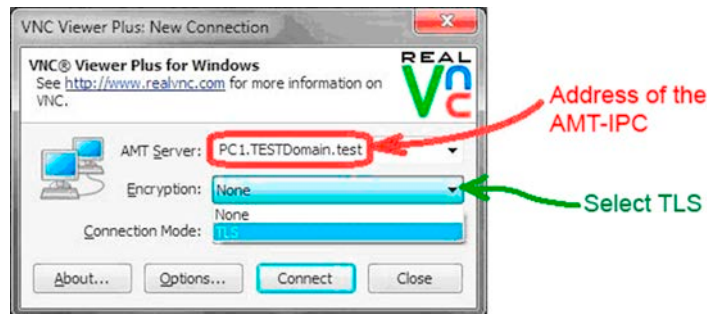 VNC Viewer Plus: New Connection
VNC® Viewer Plus for Windows
See http://www.realvnc.com for more information on
VNC.
REAL
VNC
AMT Server: PC1.TESTDomain.test
Address of the
AMT-IPC
Encryption: None
None
Select TLS
Connection Mode: TLS
About... Options... Connect Close